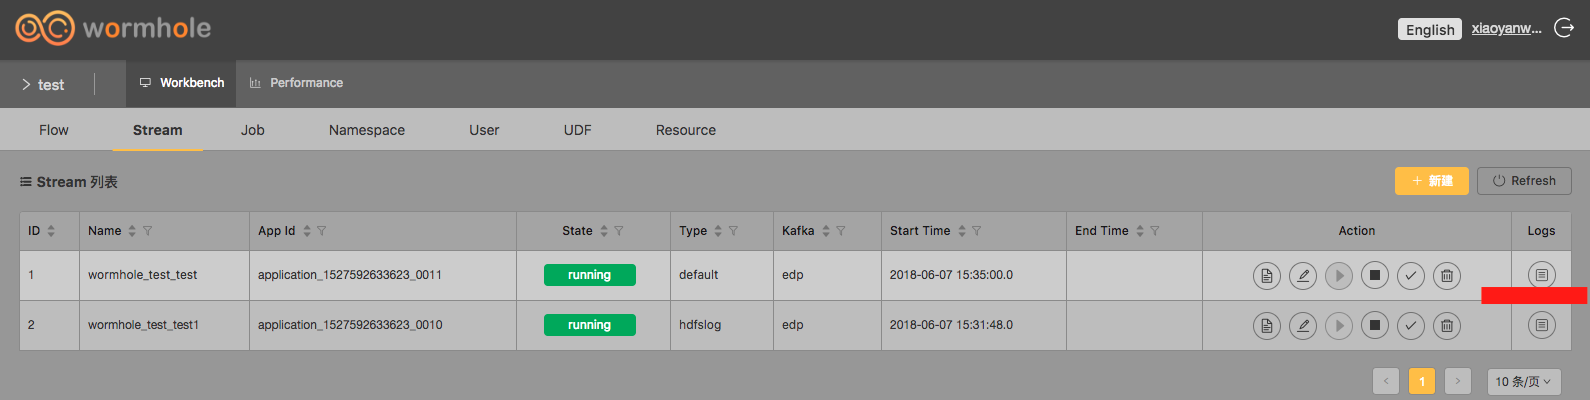 wormhole
English
xiaoyanw...
test
Workbench
Performance
Flow
Stream
Job
Namespace
User
UDF
Resource
Stream 列表
+ 新建
Refresh
ID
Name
App Id
State
Type
Kafka
Start Time
End Time
Action
Logs
1
wormhole_test_test
application_1527592633623_0011
running
default
edp
2018-06-07 15:35:00.0
2
wormhole_test_test1
application_1527592633623_0010
running
hdfslog
edp
2018-06-07 15:31:48.0
1
10 条/页